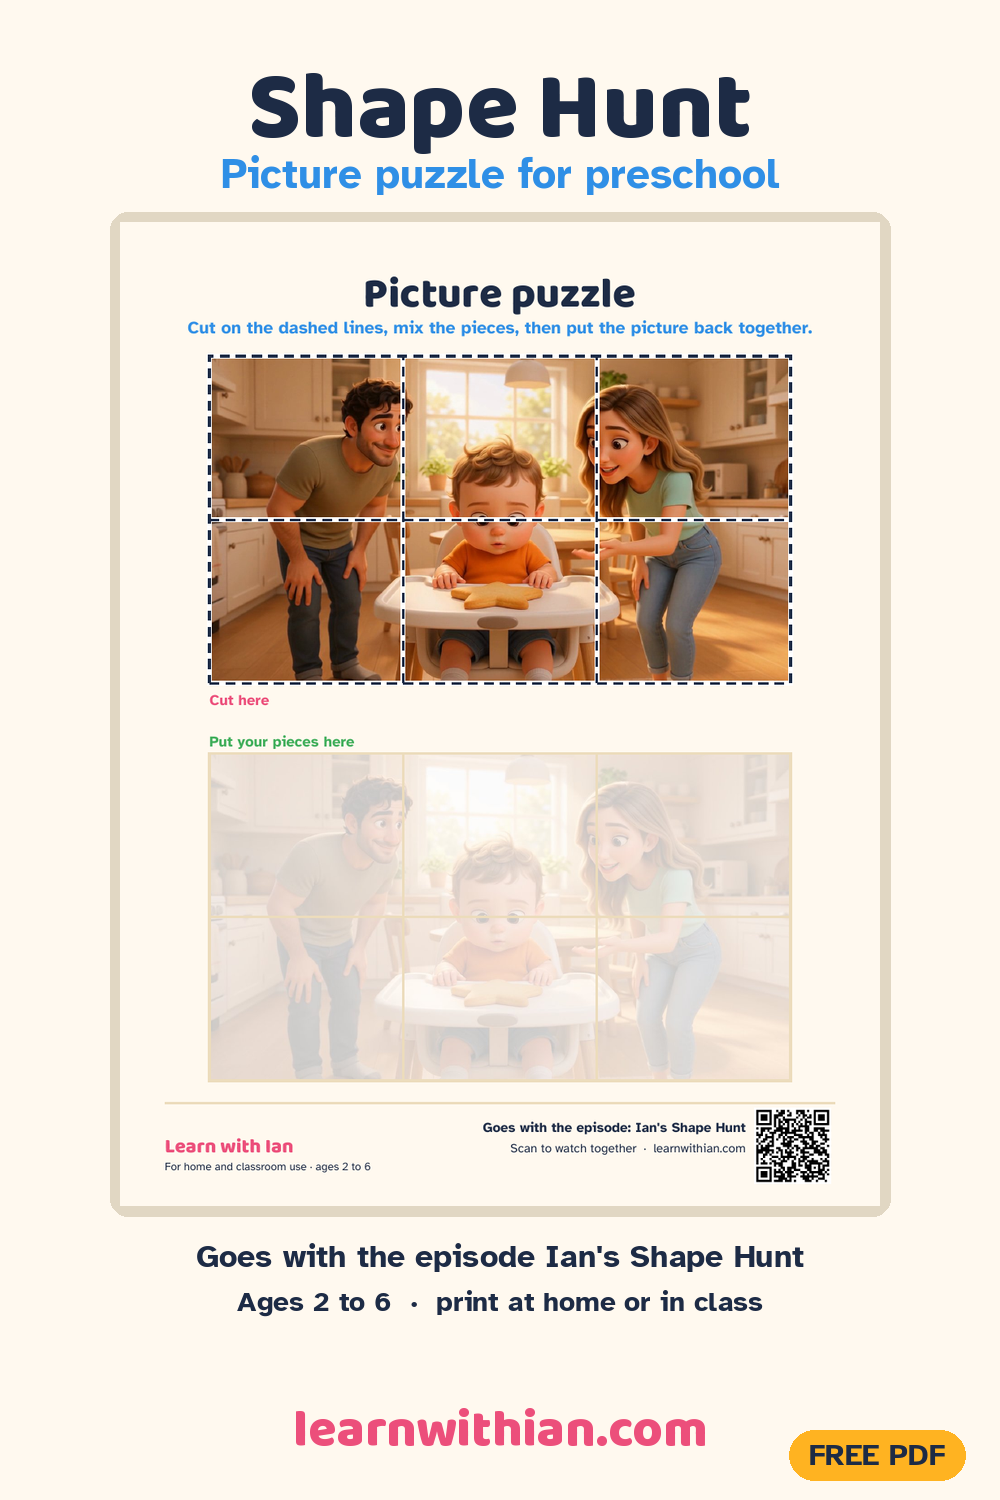 Shape Hunt
Picture puzzle for preschool
Picture puzzle
Cut on the dashed lines, mix the pieces, then put the picture back together.
Cut here
Put your pieces here
Goes with the episode: Ian's Shape Hunt
Learn with Ian
Scan to watch together · learnwithian.com
For home and classroom use · ages 2 to 6
Goes with the episode Ian's Shape Hunt
Ages 2 to 6 · print at home or in class
learnwithian.com
FREE PDF